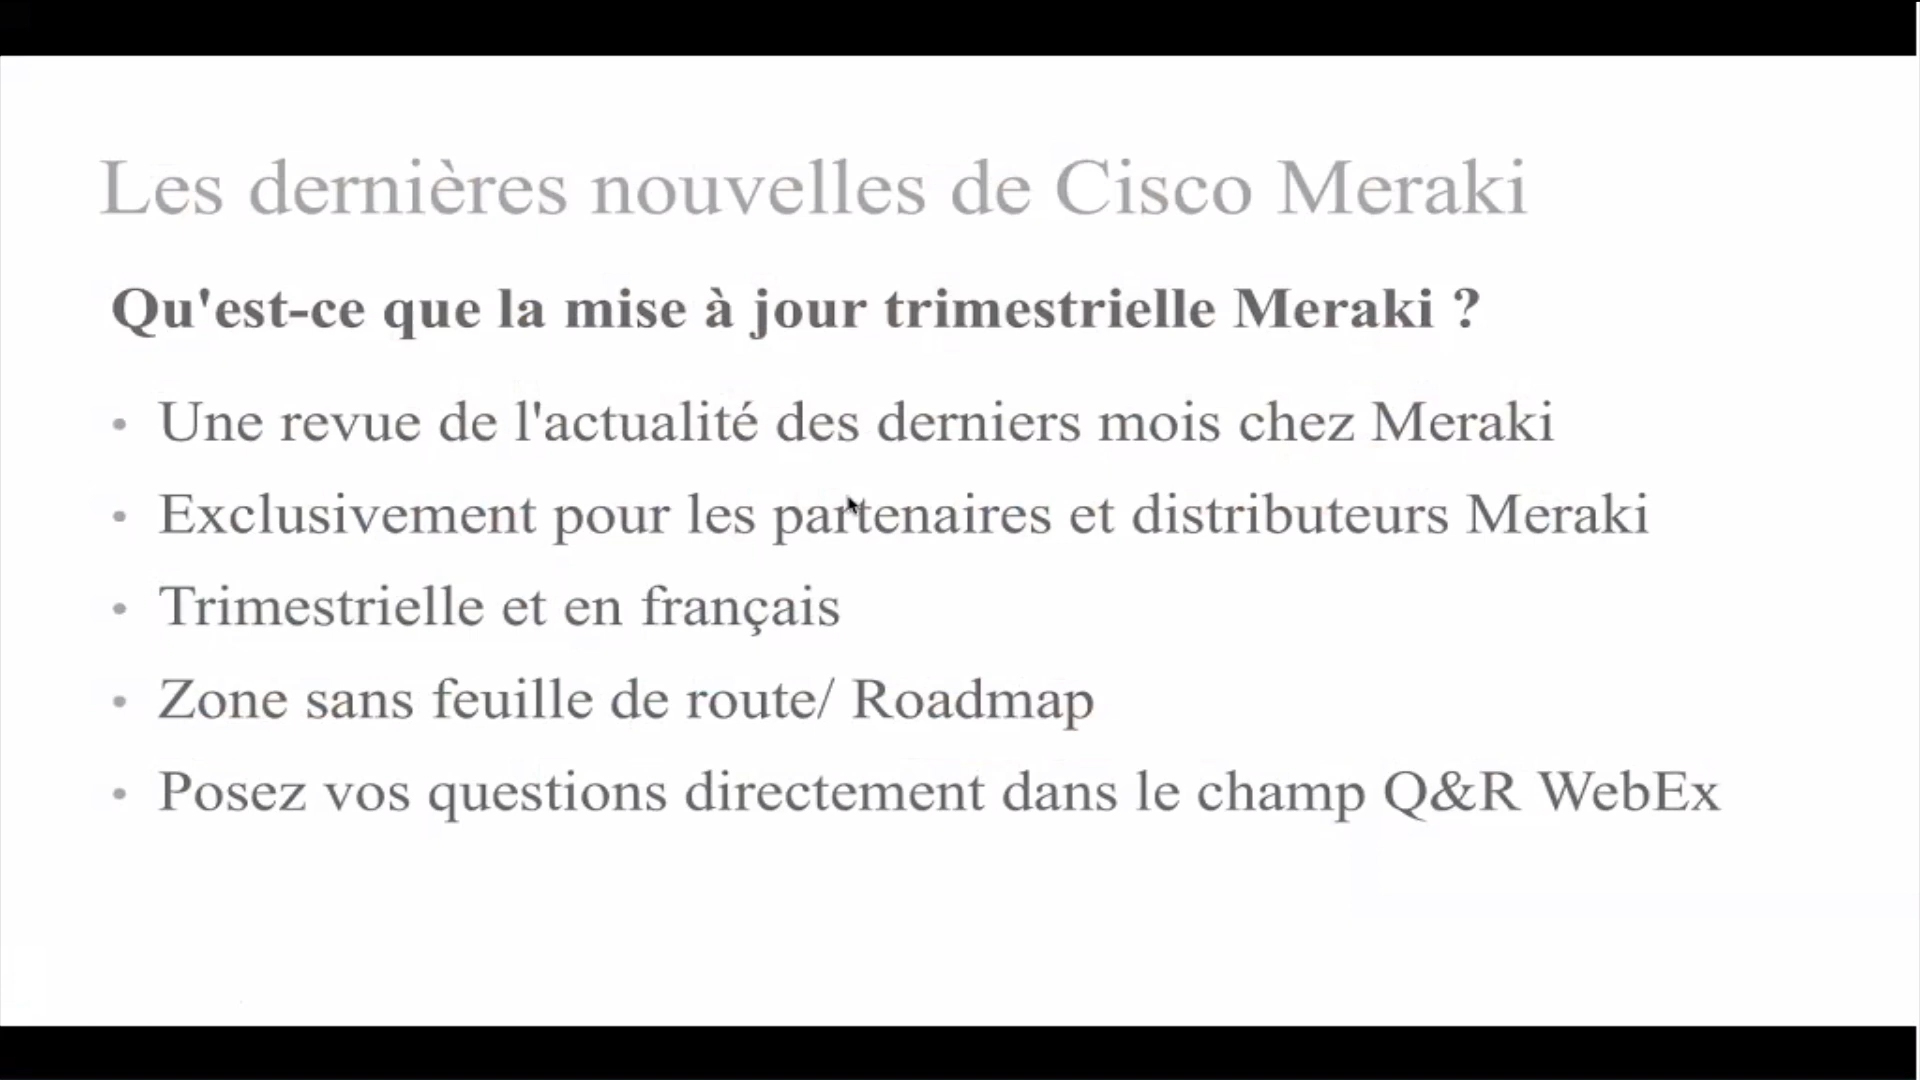 Les dernières nouvelles de Cisco Meraki
Qu'est-ce que la mise à jour trimestrielle Meraki ?
• Une revue de l'actualité des derniers mois chez Meraki
• Exclusivement pour les partenaires et distributeurs Meraki
• Trimestrielle et en français
• Zone sans feuille de route/ Roadmap
• Posez vos questions directement dans le champ Q&R WebEx